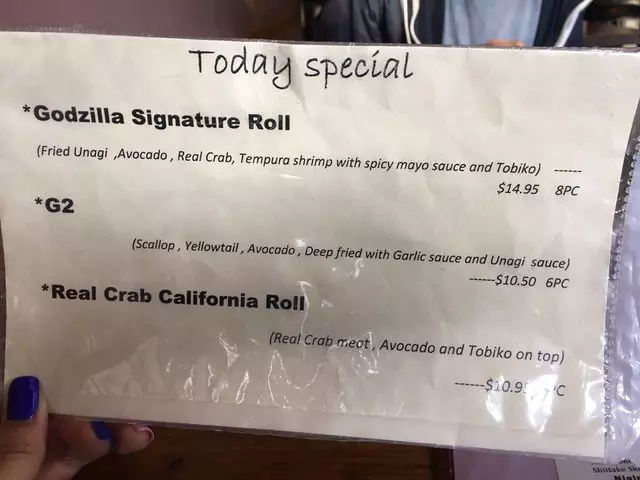 Today special
*Godzilla Signature Roll
(Fried Unagi ,Avocado , Real Crab, Tempura shrimp with spicy mayo sauce and Tobiko) ------
$14.95 8PC
*G2
(Scallop , Yellowtail , Avocado , Deep fried with Garlic sauce and Unagi sauce)
------$10.50 6PC
*Real Crab California Roll
(Real Crab meat , Avocado and Tobiko on top)
------
Shiitake